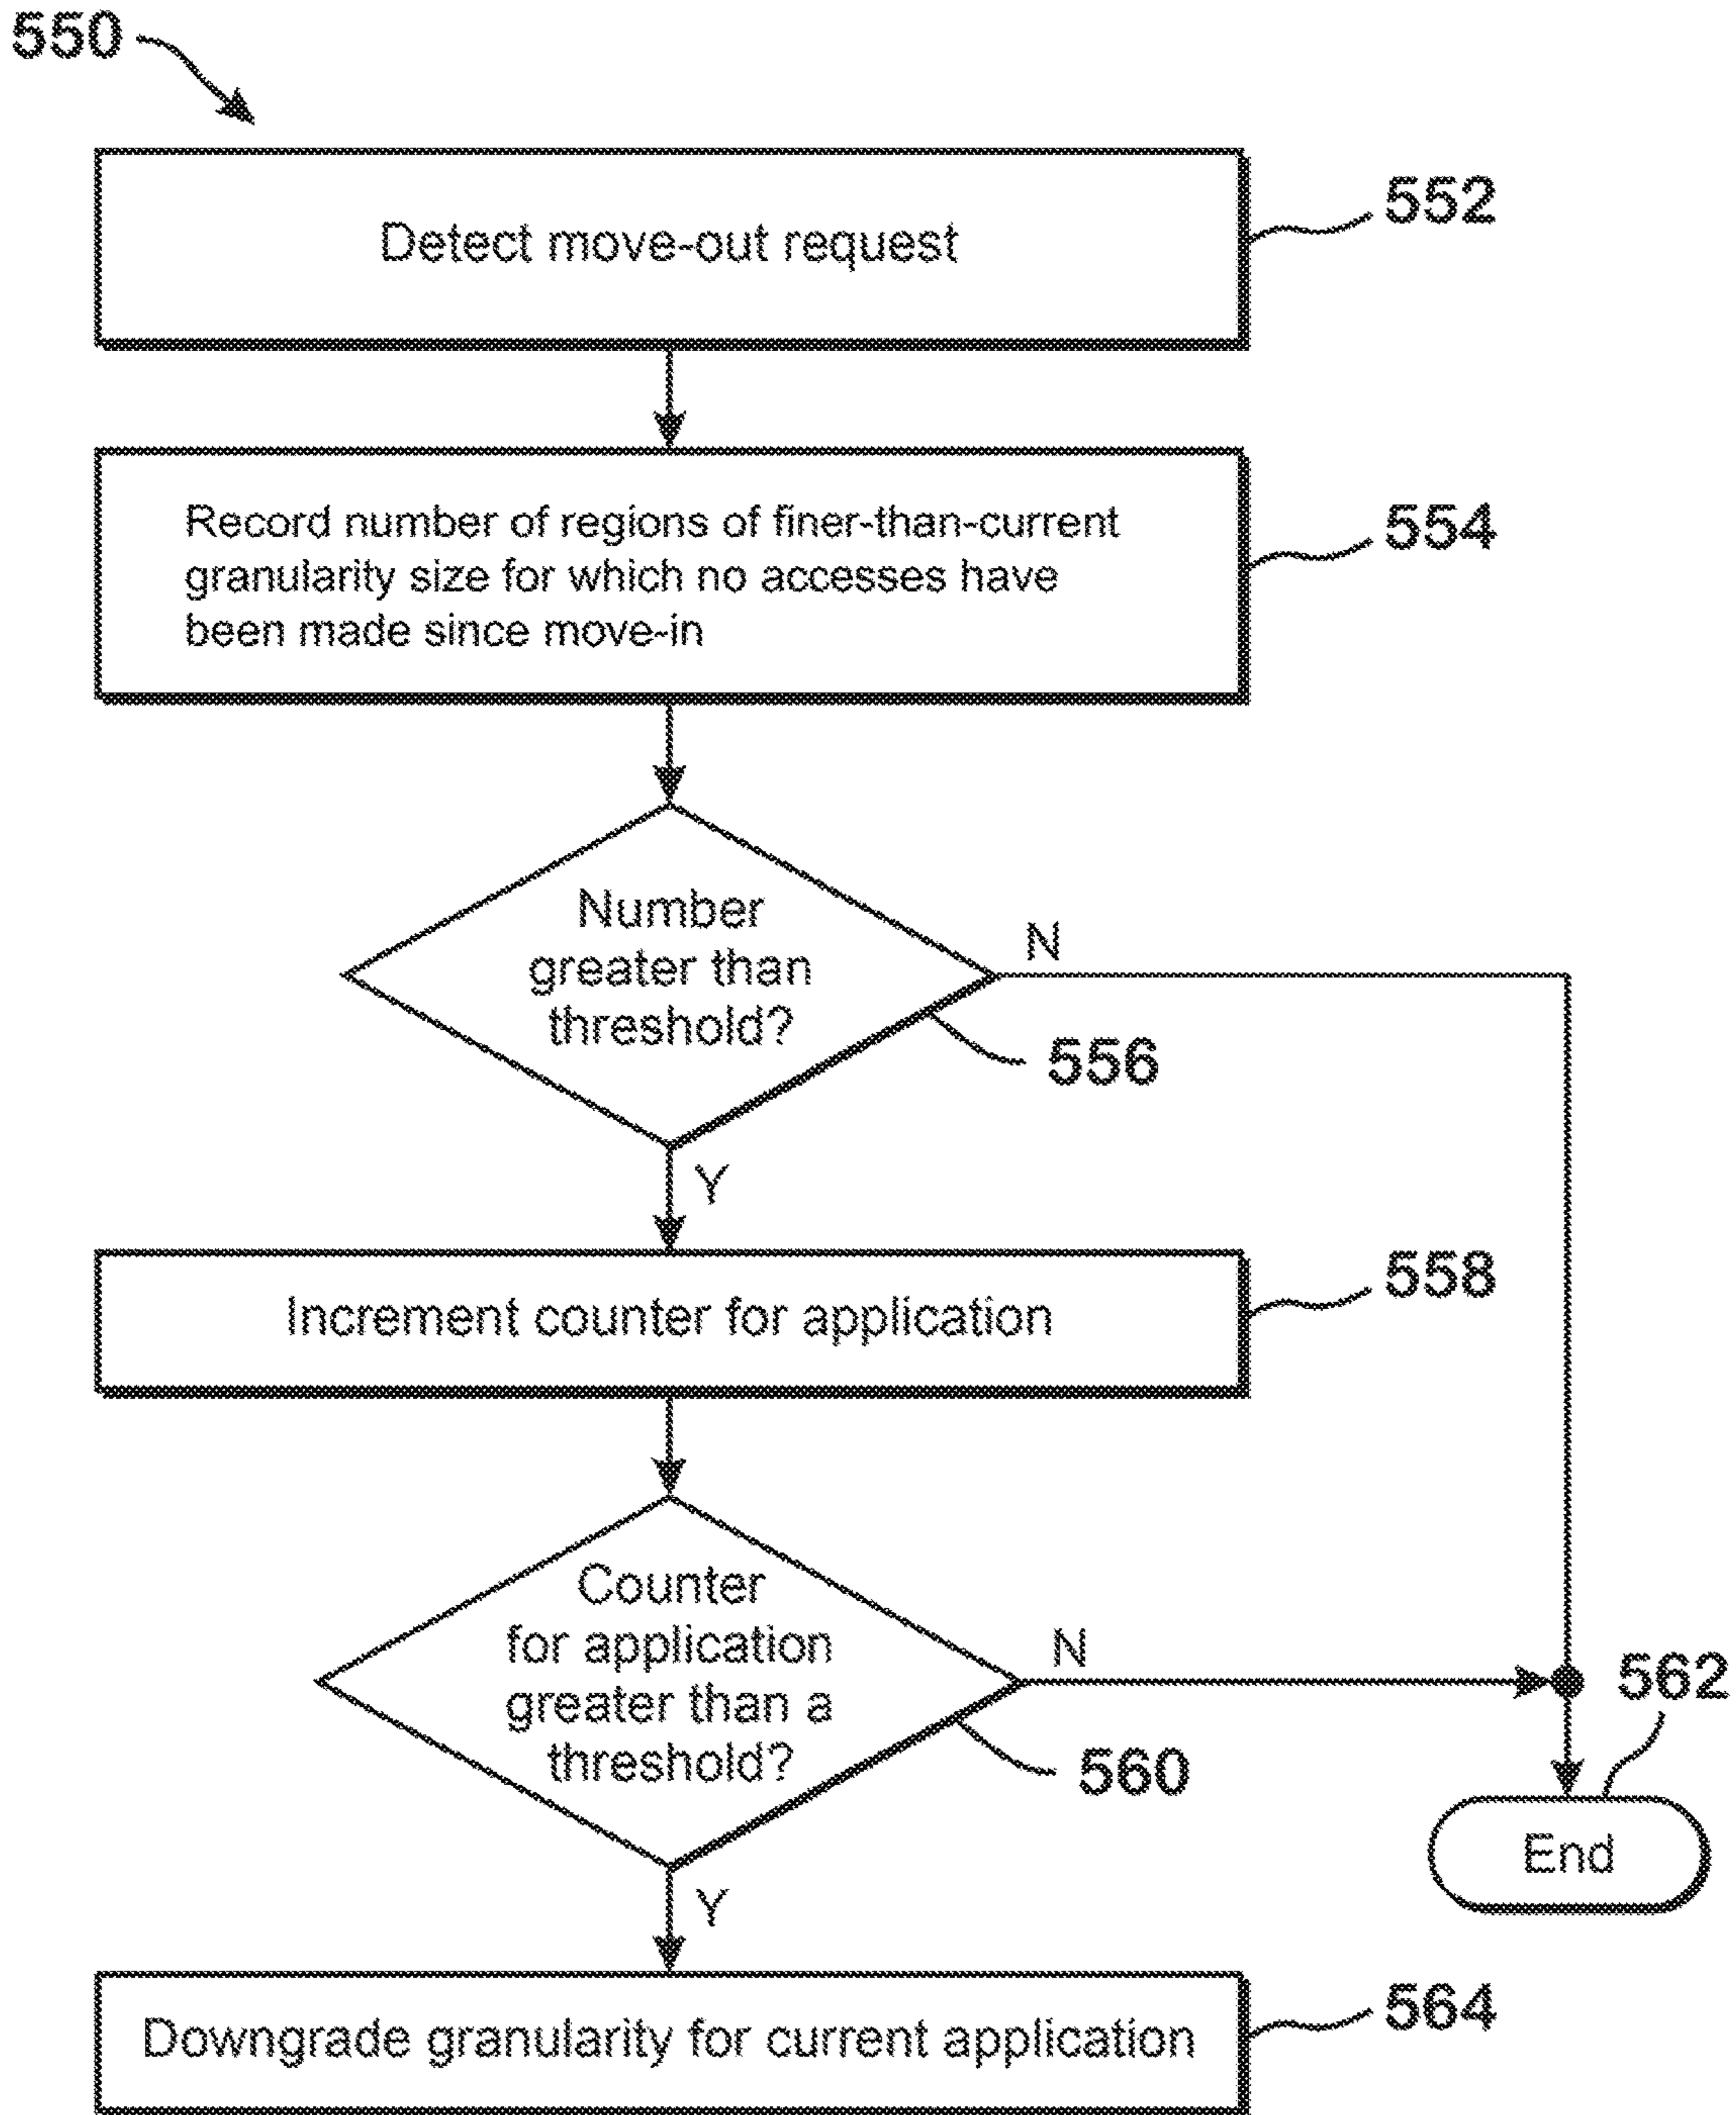 550
Detect move-out request
552
Record number of regions of finer-than-current
granularity size for which no accesses have
been made since move-in
554
Number
greater than
threshold?
N
556
Y
Increment counter for application
558
Counter
for application
greater than a
threshold?
N
560
562
End
Y
Downgrade granularity for current application
564